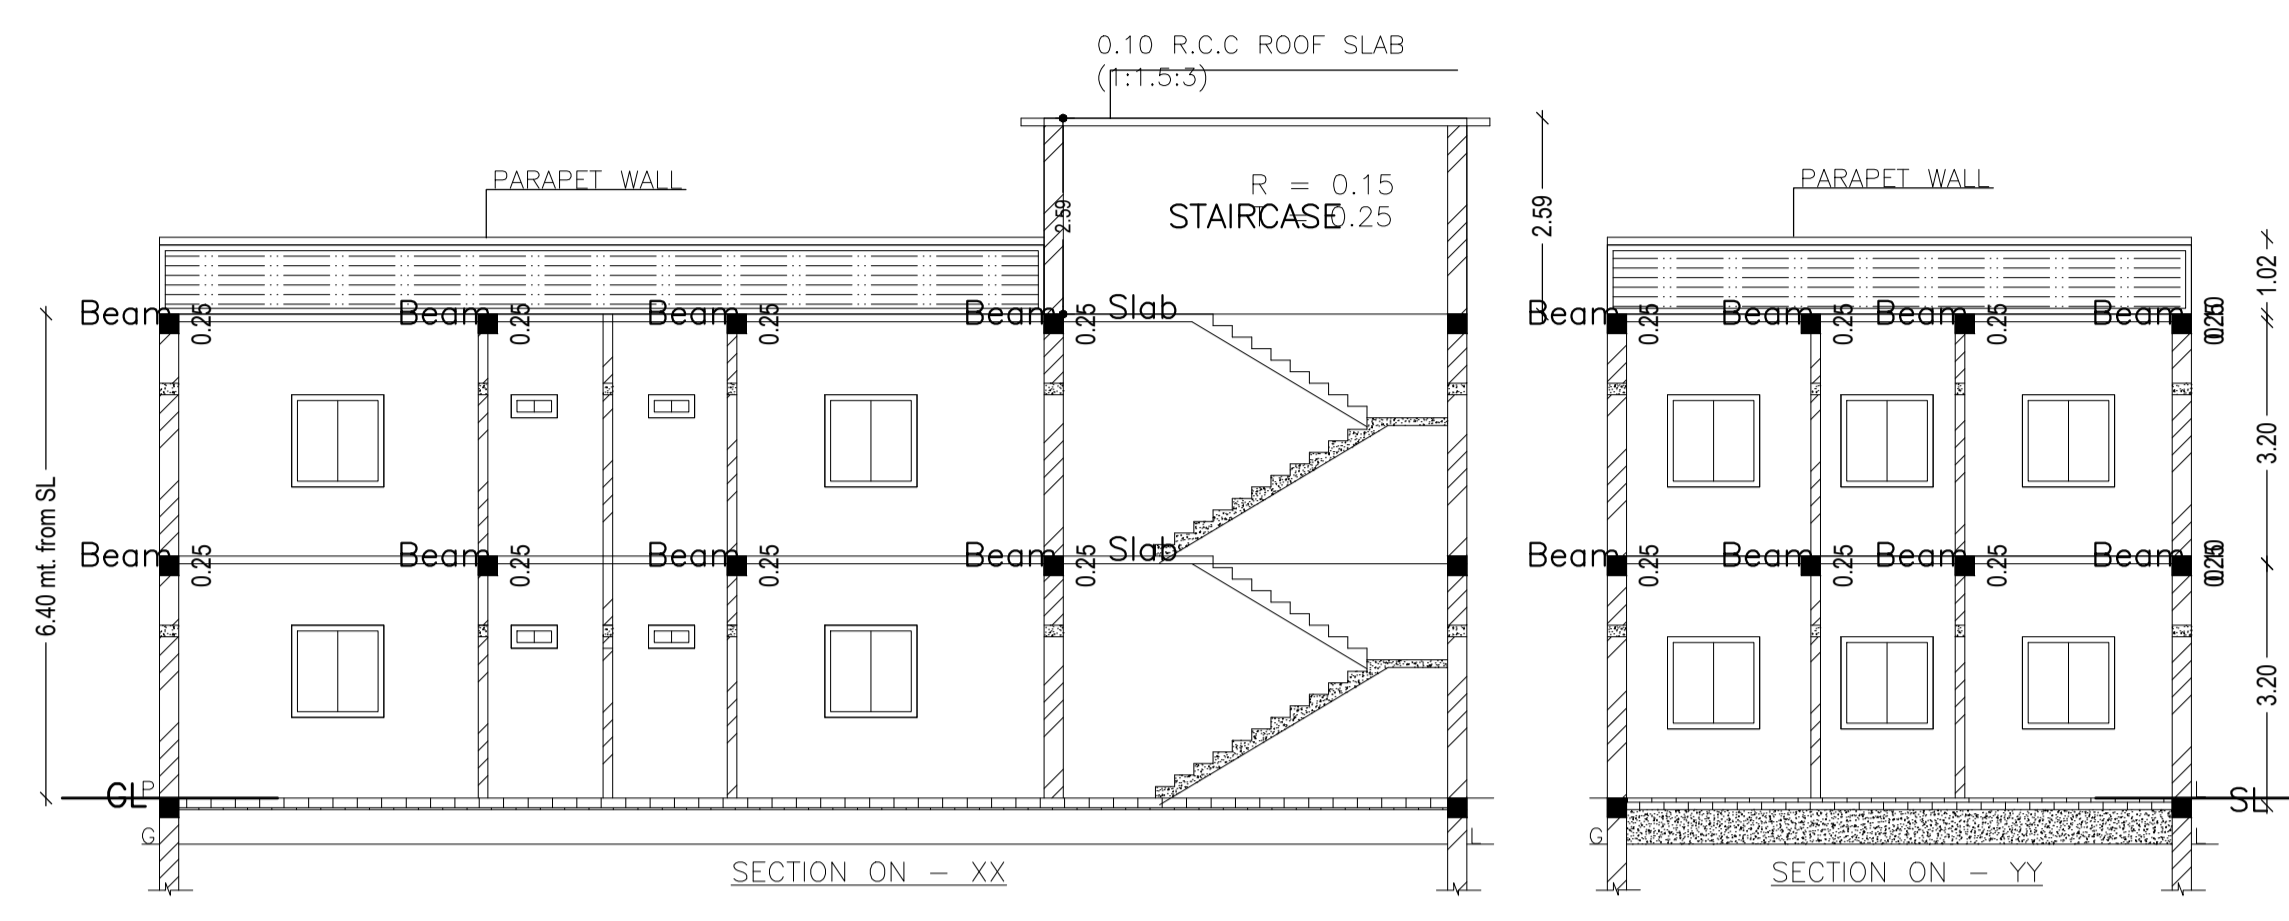 0.10 R.C.C ROOF SLAB
(1:1.5:3)
PARAPET WALL
R = 0.15
T = 0.25
STAIRCASE
2.59
2.59
PARAPET WALL
1.02
Beam
0.25
Beam
0.25
Beam
0.25
Beam
0.25
Slab
Beam
0.25
Beam
0.25
Beam
0.25
Beam
3.20
6.40 mt. from SL
Beam
0.25
Beam
0.25
Beam
0.25
Beam
0.25
Slab
Beam
0.25
Beam
0.25
Beam
0.25
Beam
3.20
GL
P
L
SL
G
L
G
L
SECTION ON - XX
SECTION ON - YY